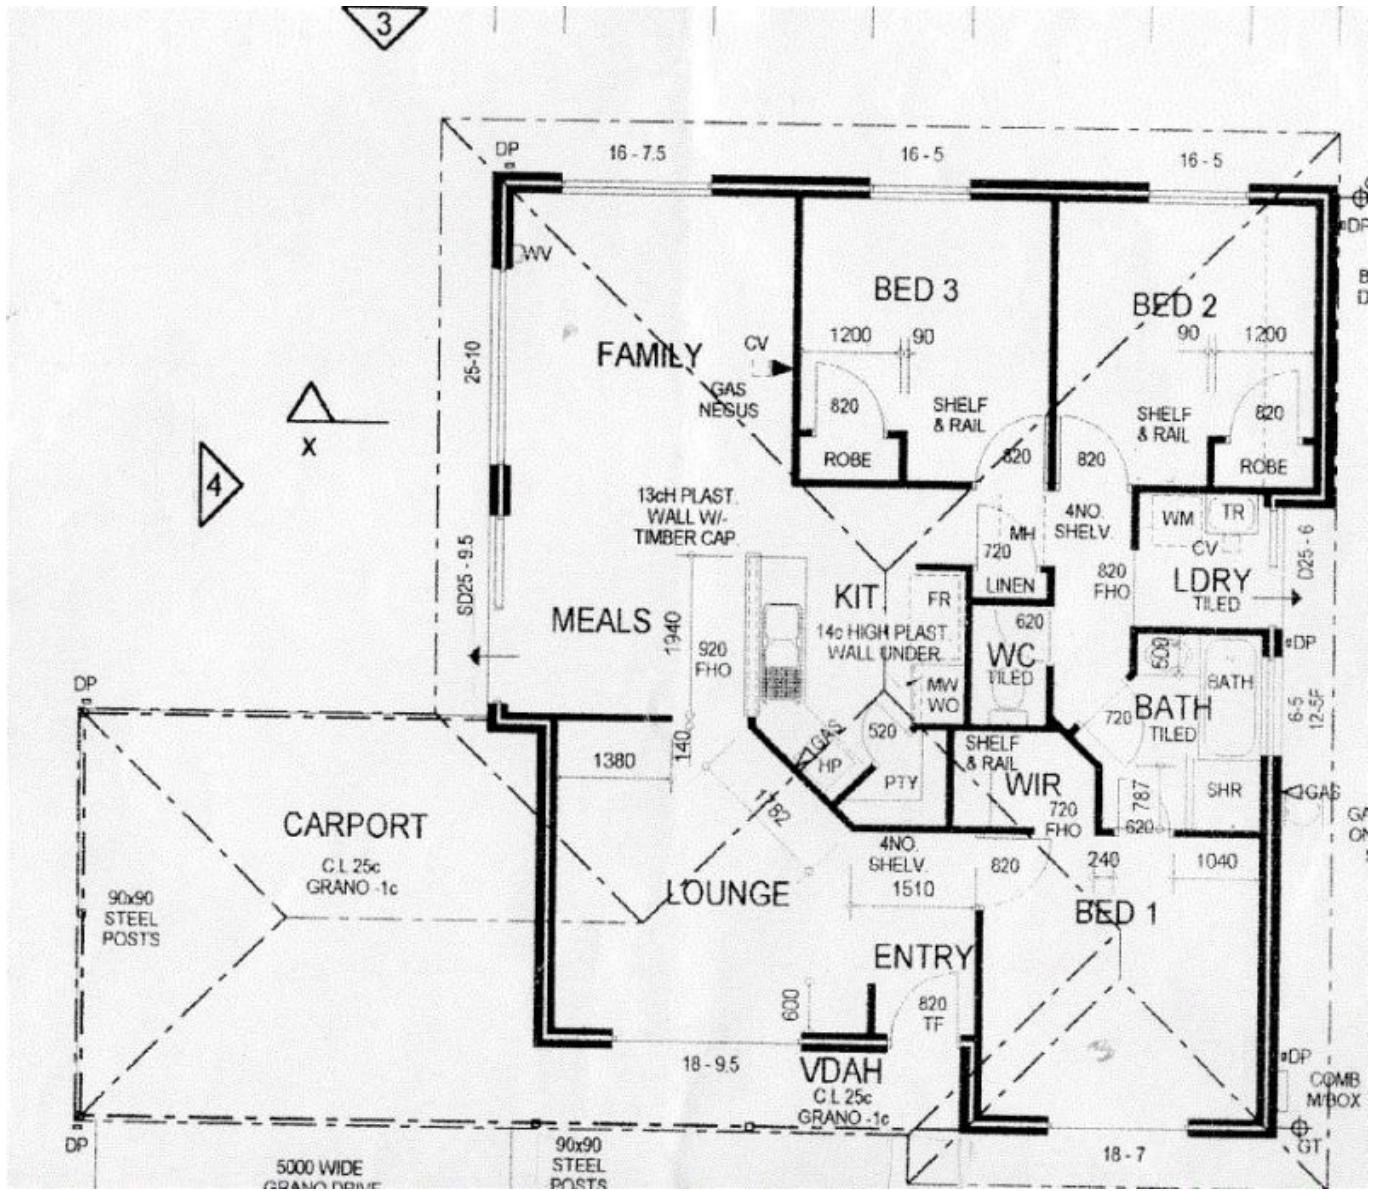 3
DP
16 - 7.5
16 - 5
16 - 5
WV
DP
BED 3
BED 2
1200
90
90
1200
25-10
FAMILY
CV
GAS
NEGUS
820
SHELF
& RAIL
SHELF
& RAIL
820
X
ROBE
820
820
ROBE
4
13cH PLAST.
WALL W/-
TIMBER CAP.
4NO.
SHELV.
WM
TR
MH
CV
720
D25 - 6
SD25 - 9.5
820
FHO
LDRY
TILED
LINEN
KIT
FR
MEALS
1940
14c HIGH PLAST.
WALL UNDER
620
WC
TILED
500
DP
920
FHO
MW
WO
BATH
DP
BATH
TILED
720
6-5
12-5F
520
GAS
HP
140
1380
SHELF
& RAIL
WIR
PTY
720
FHO
787
SHR
GAS
1782
CARPORT
C.L 25c
GRANO -1c
620
4NO.
SHELV.
820
240
1040
1510
LOUNGE
90x90
STEEL
POSTS
BED 1
ENTRY
600
820
TF
18 - 9.5
VDAH
C.L 25c
GRANO -1c
DP
COMB
M/BOX
DP
GT
18 - 7
5000 WIDE
GRANO DRIVE
90x90
STEEL
POSTS